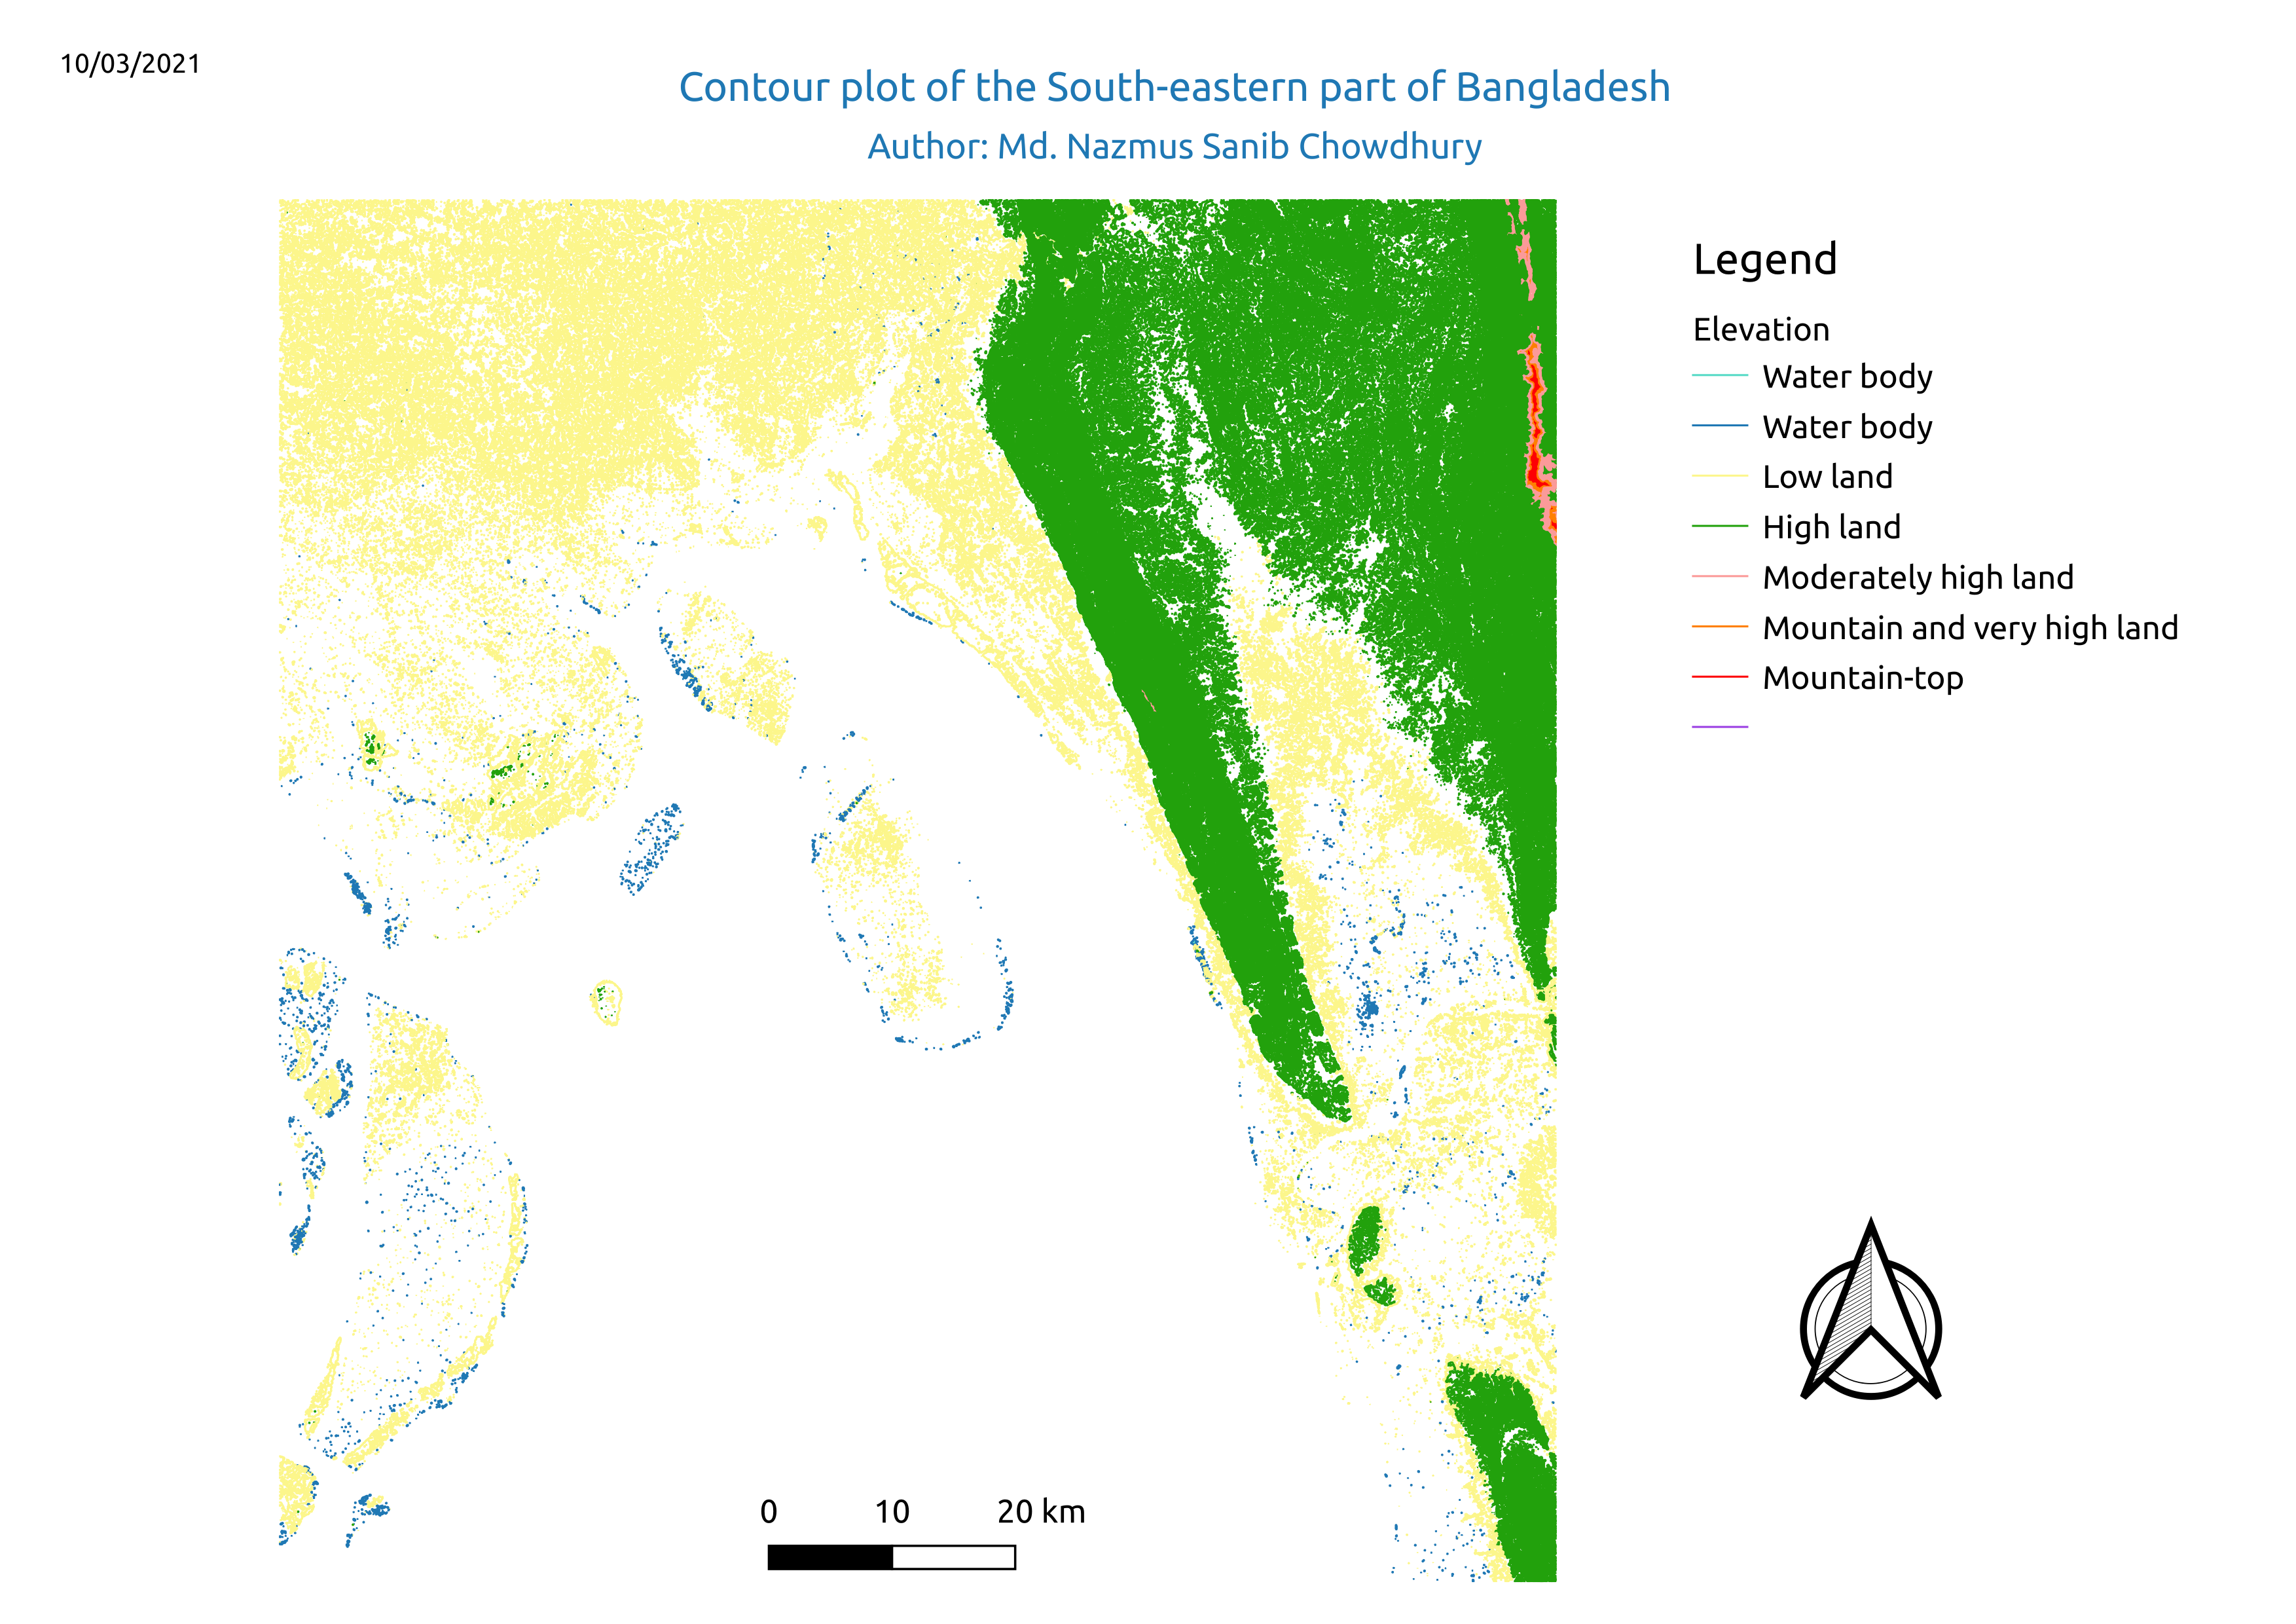 10/03/2021
Contour plot of the South-eastern part of Bangladesh
Author: Md. Nazmus Sanib Chowdhury
Legend
Elevation
Water body
Water body
Low land
High land
Moderately high land
Mountain and very high land
Mountain-top
0 10 20 km